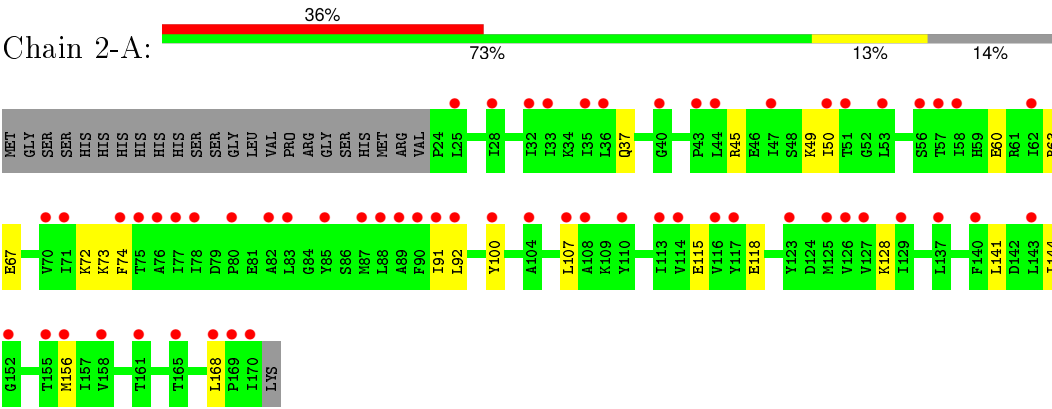 36%
Chain 2-A:
73% 13% 14%
MET GLY SER SER HIS HIS HIS HIS HIS HIS SER SER GLY LEU VAL PRO ARG GLY SER HIS MET ARG VAL P24 L25 I28 I32 I33 K34 I35 L36 Q37 G40 P43 L44 R45 E46 I47 S48 K49 I50 T51 G52 L53 S56 T57 I58 H59 E60 R61 I62
E67 V70 I71 K72 K73 F74 T75 A76 I77 I78 D79 P80 E81 A82 L83 G84 Y85 S86 M87 L88 A89 F90 I91 L92 Y100 A104 L107 A108 K109 Y110 I113 V114 E115 V116 Y117 E118 Y123 D124 M125 V126 V127 K128 I129 L137 F140 L141 D142 L143
G152 T155 M156 I157 V158 T161 T165 L168 P169 I170 LYS